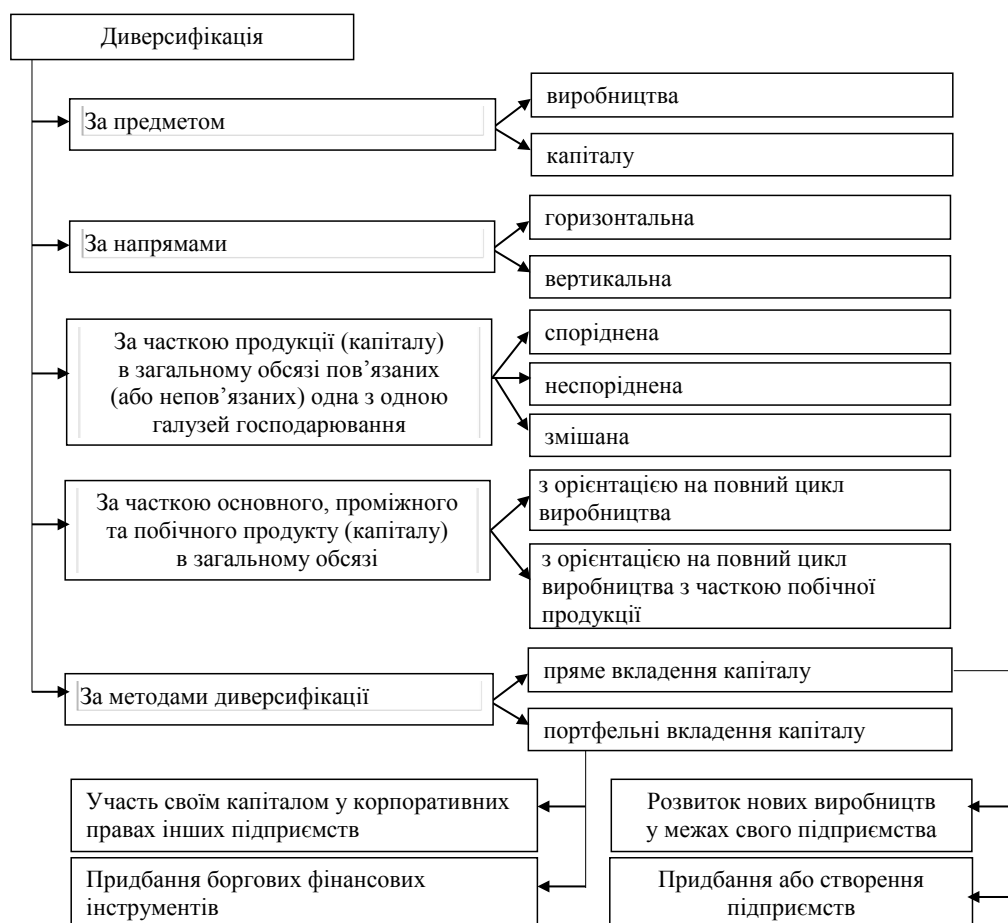 Диверсифікація
За предметом
виробництва
капіталу
За напрямами
горизонтальна
вертикальна
За часткою продукції (капіталу)
в загальному обсязі пов’язаних
(або непов’язаних) одна з одною
галузей господарювання
споріднена
неспоріднена
змішана
За часткою основного, проміжного
та побічного продукту (капіталу)
в загальному обсязі
з орієнтацією на повний цикл
виробництва
з орієнтацією на повний цикл
виробництва з часткою побічної
продукції
За методами диверсифікації
пряме вкладення капіталу
портфельні вкладення капіталу
Участь своїм капіталом у корпоративних
правах інших підприємств
Розвиток нових виробництв
у межах свого підприємства
Придбання боргових фінансових
інструментів
Придбання або створення
підприємств